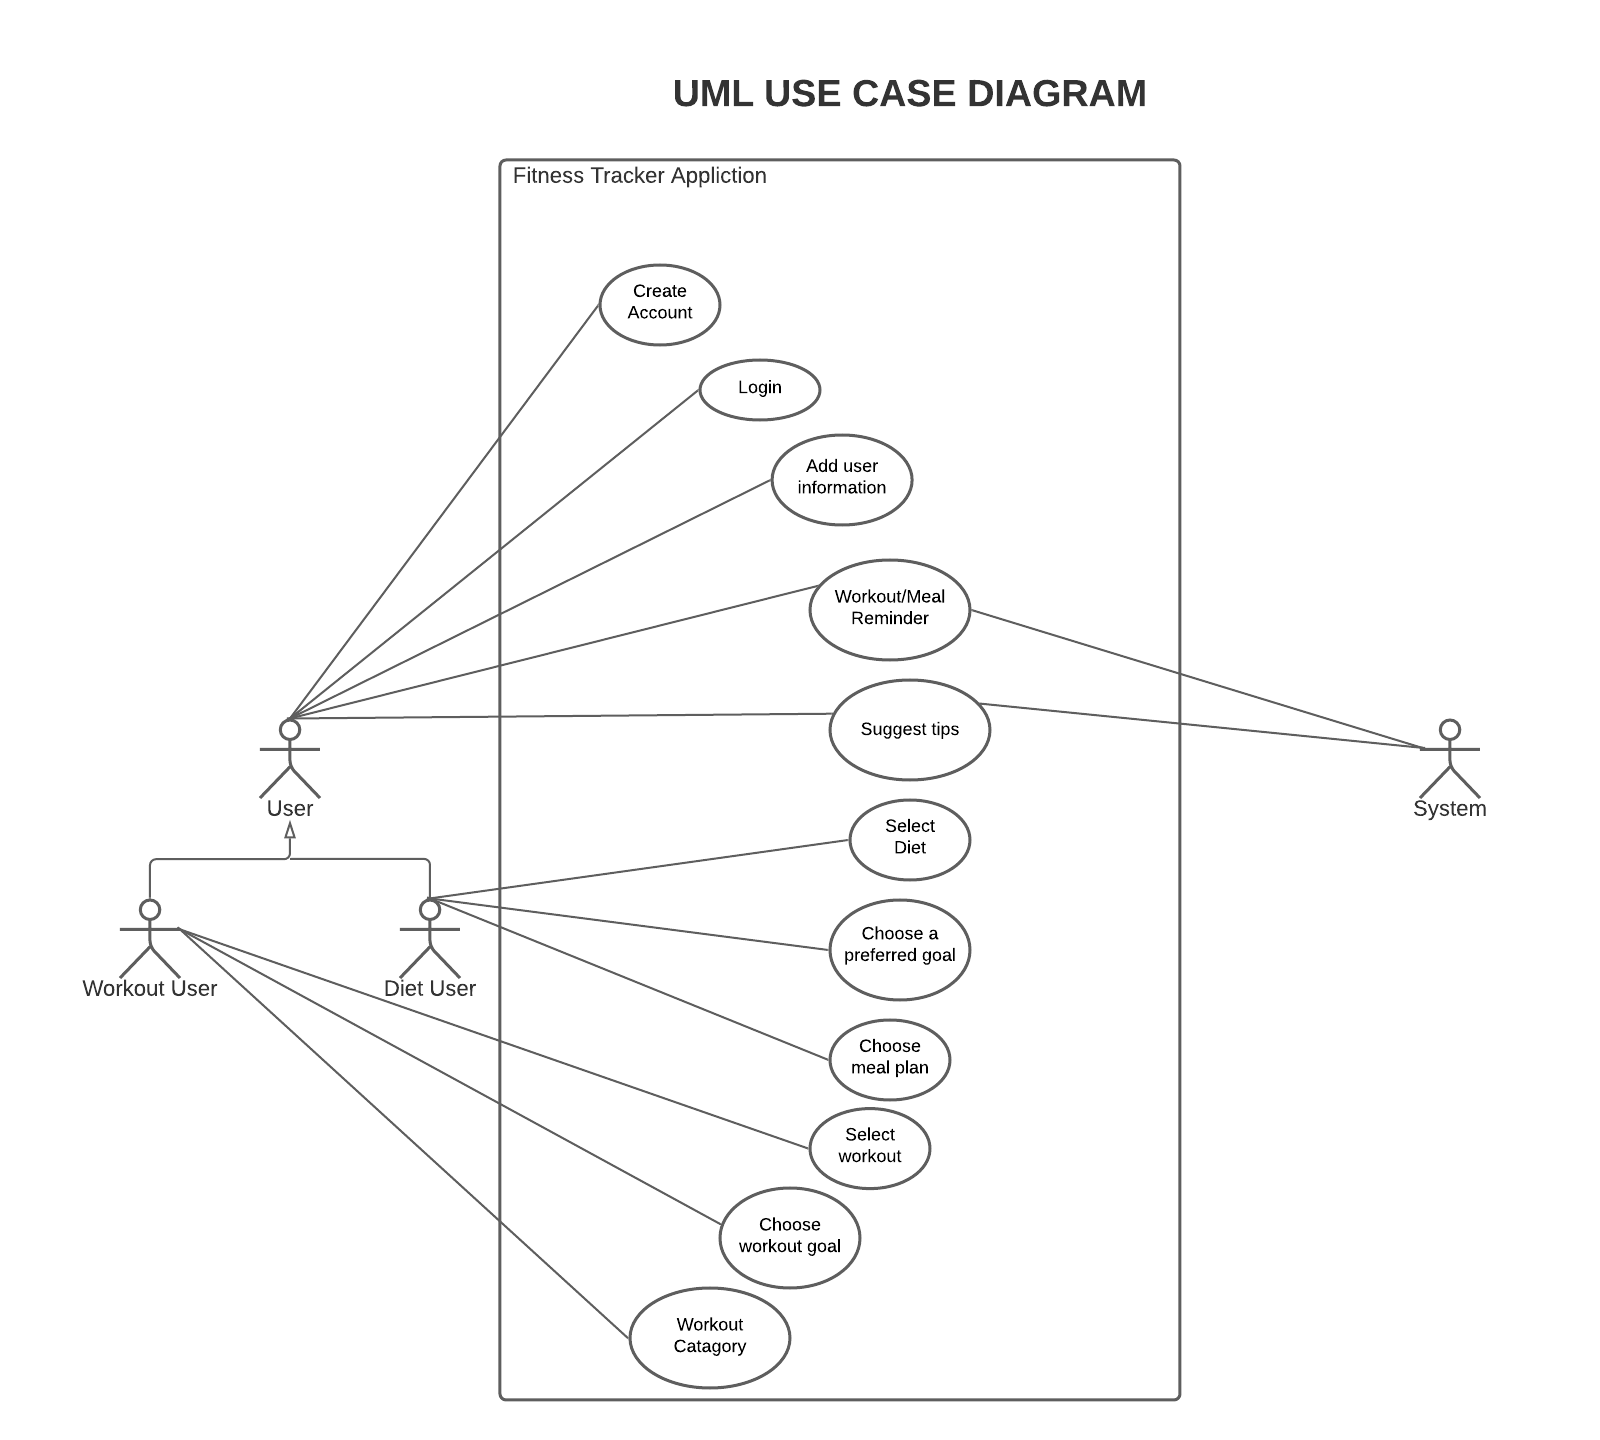 UML USE CASE DIAGRAM
Fitness Tracker Appliction
Create
Account
Login
Add user
information
Workout/Meal
Reminder
Suggest tips
User
System
Select
Diet
Choose a
preferred goal
Workout User
Diet User
Choose
meal plan
Select
workout
Choose
workout goal
Workout
Catagory